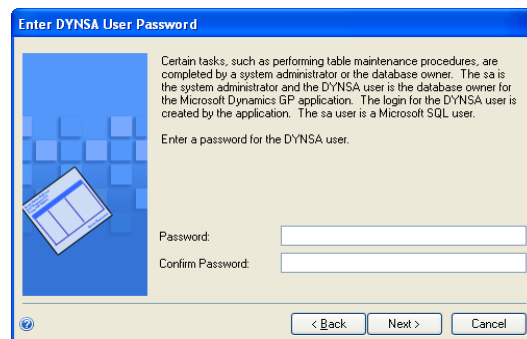 Enter DYNSA User Password
Certain tasks, such as performing table maintenance procedures, are
completed by a system administrator or the database owner. The sa is
the system administrator and the DYNSA user is the database owner for
the Microsoft Dynamics GP application. The login for the DYNSA user is
created by the application. The sa user is a Microsoft SQL user.
Enter a password for the DYNSA user.
Password:
Confirm Password:
?
< Back
Next >
Cancel